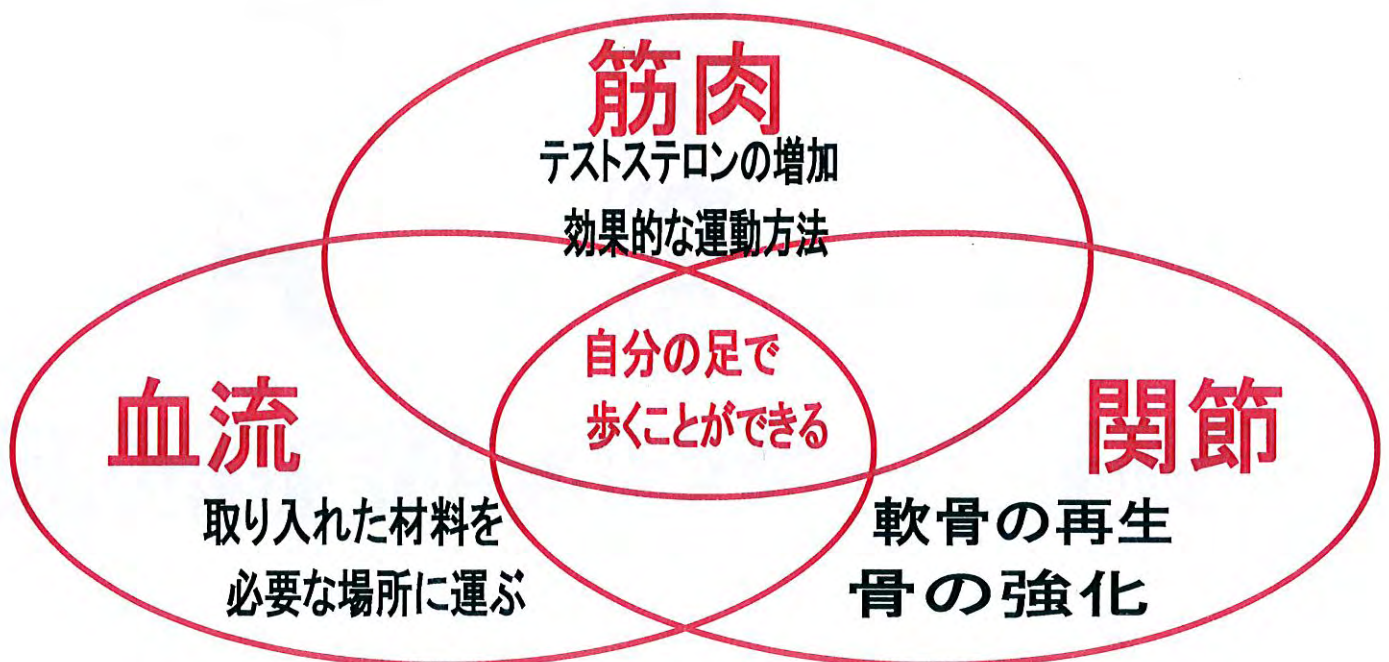 筋肉
テストステロンの増加
効果的な運動方法
自分の足で
歩くことができる
血流
取り入れた材料を
必要な場所に運ぶ
関節
軟骨の再生
骨の強化